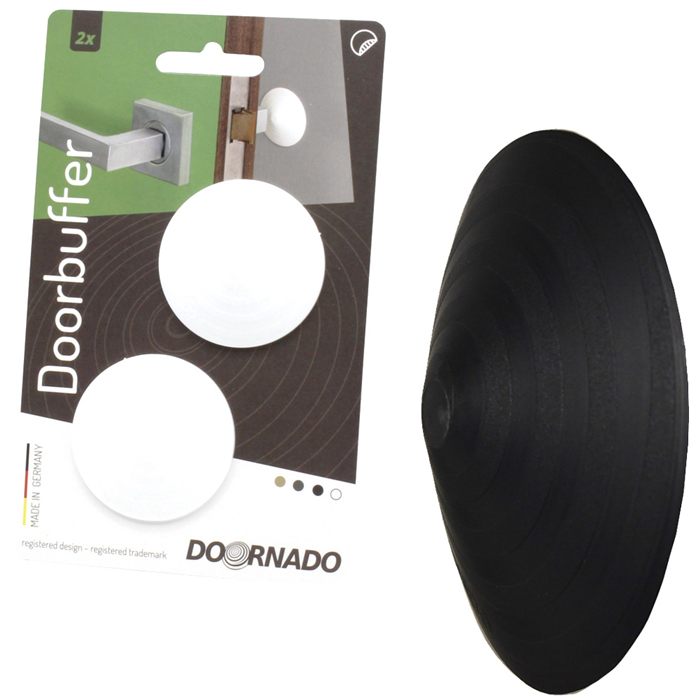 2x
Doorbuffer
MADE IN GERMANY
registered design – registered trademark
DOORNADO